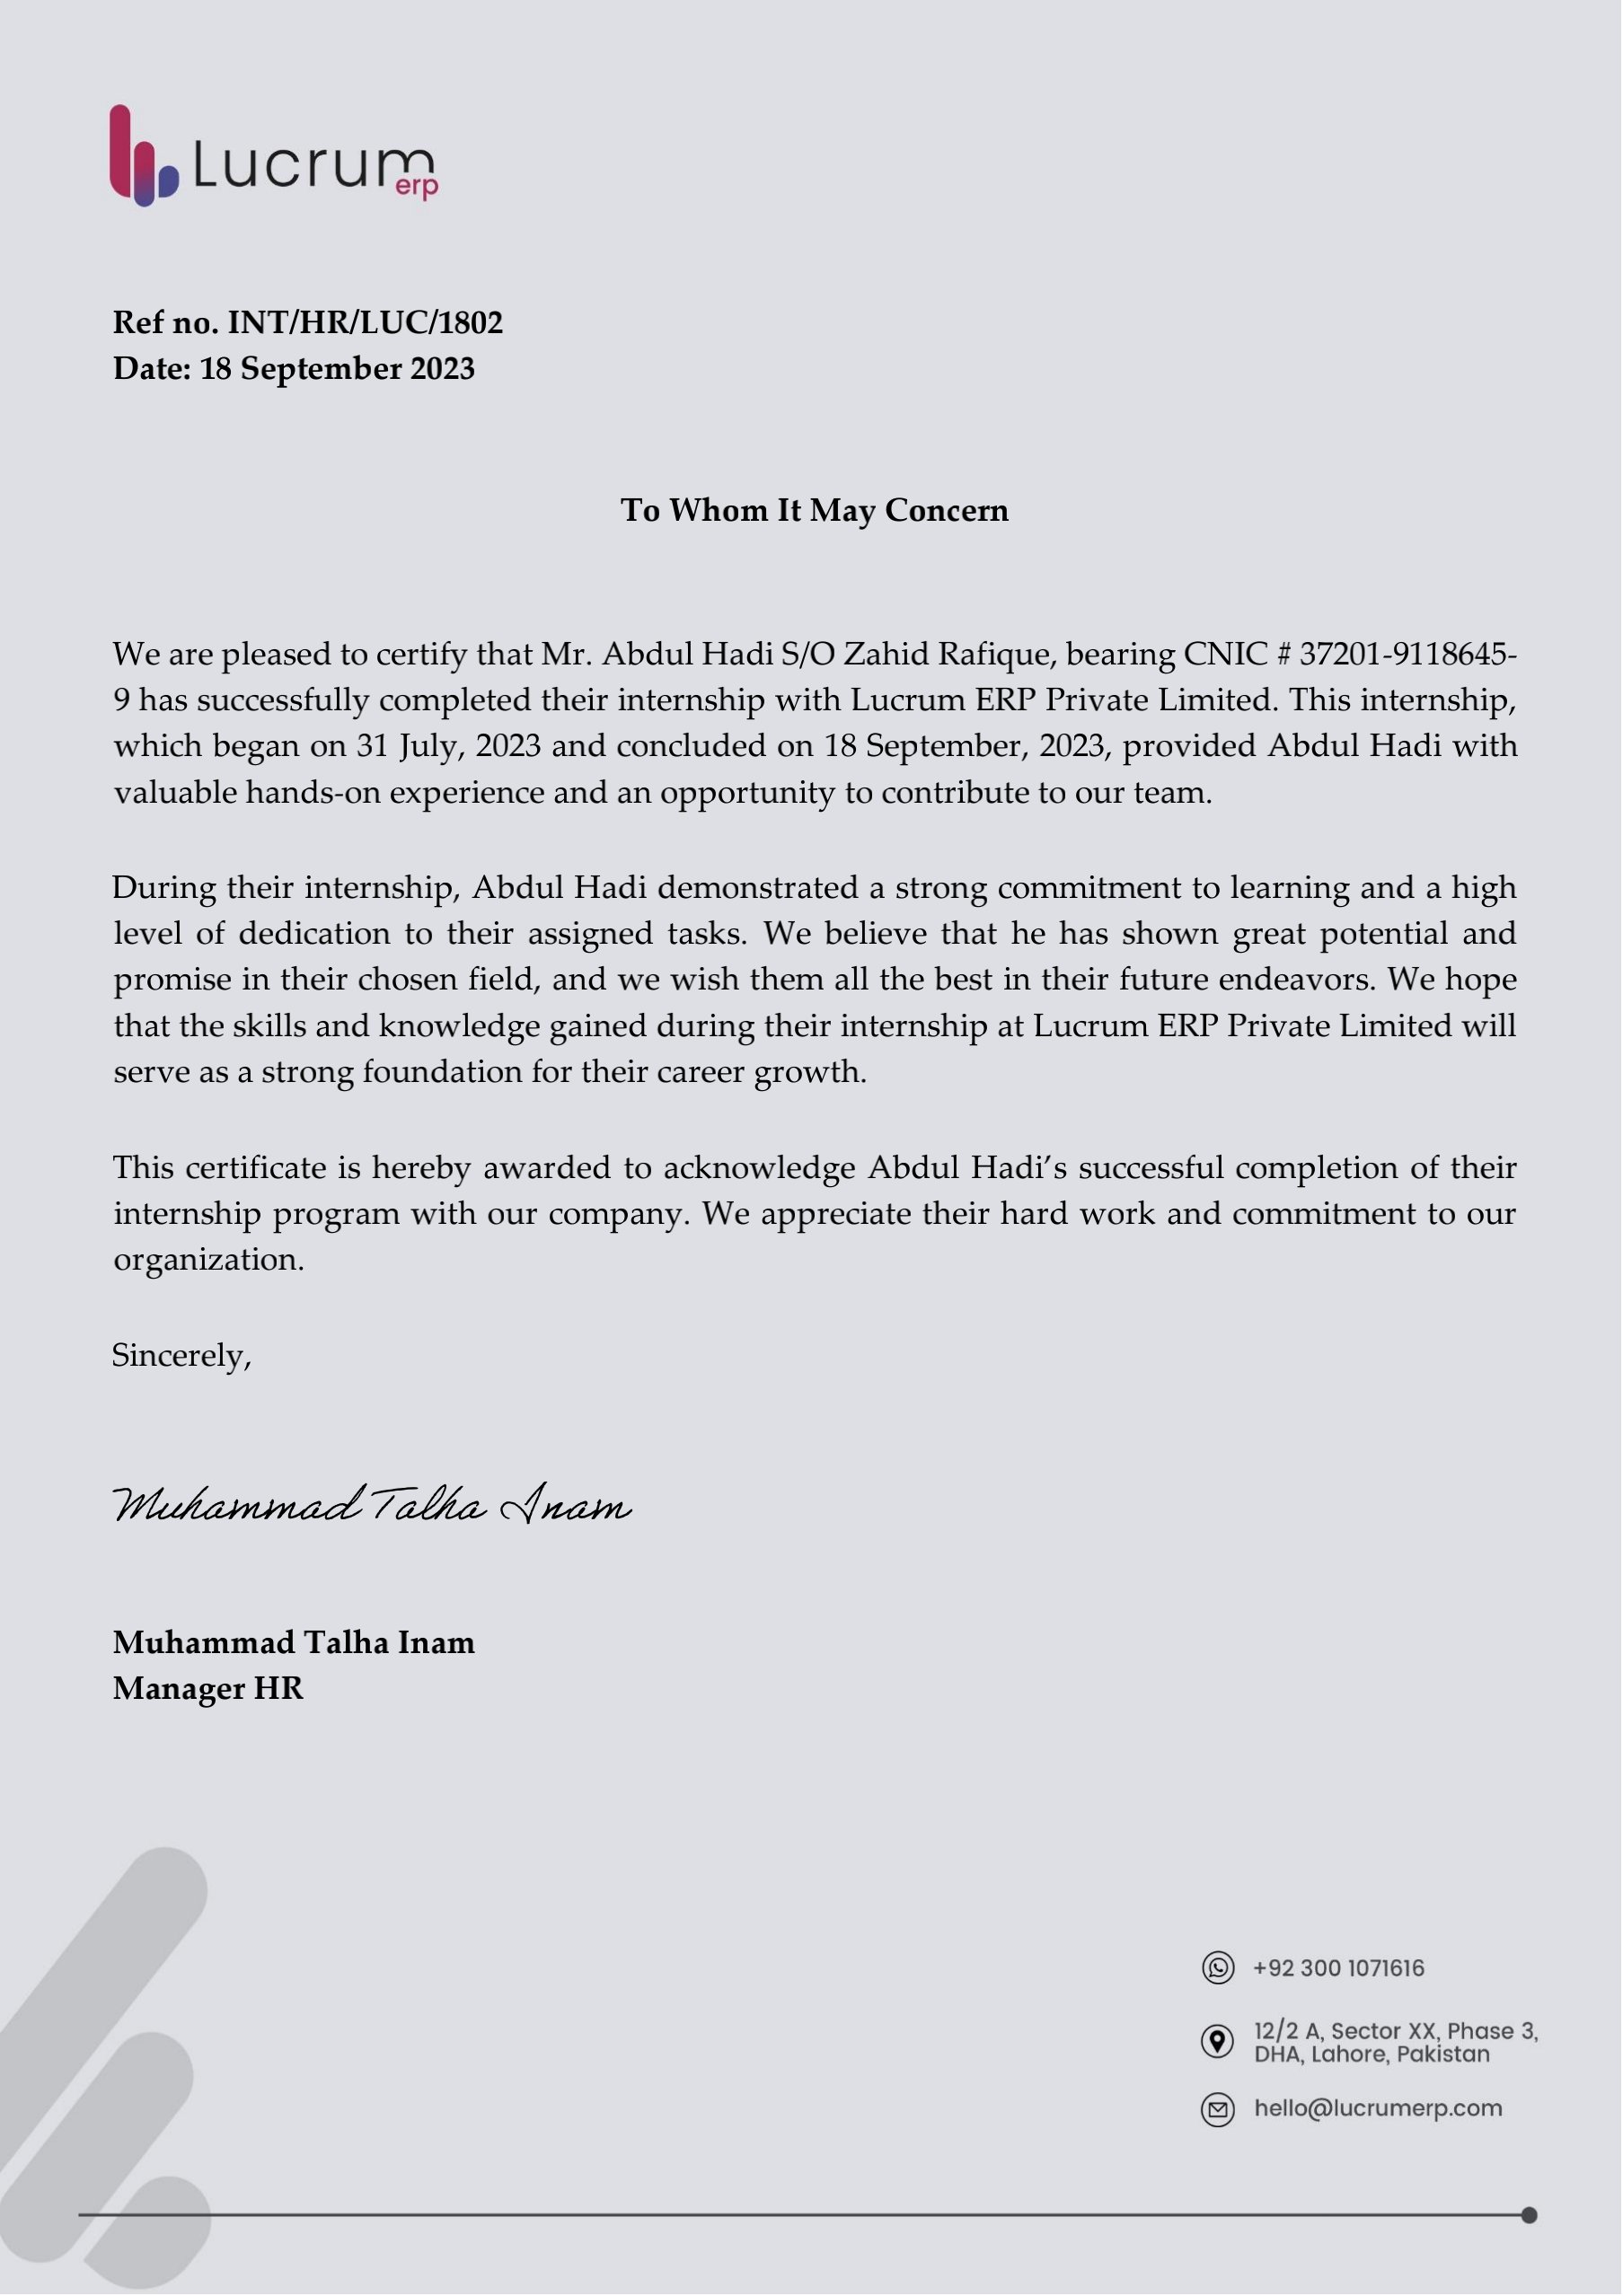 Lucrum
erp
Ref no. INT/HR/LUC/1802
Date: 18 September 2023
To Whom It May Concern
We are pleased to certify that Mr. Abdul Hadi S/O Zahid Rafique, bearing CNIC # 37201-9118645-
9 has successfully completed their internship with Lucrum ERP Private Limited. This internship,
which began on 31 July, 2023 and concluded on 18 September, 2023, provided Abdul Hadi with
valuable hands-on experience and an opportunity to contribute to our team.
During their internship, Abdul Hadi demonstrated a strong commitment to learning and a high
level of dedication to their assigned tasks. We believe that he has shown great potential and
promise in their chosen field, and we wish them all the best in their future endeavors. We hope
that the skills and knowledge gained during their internship at Lucrum ERP Private Limited will
serve as a strong foundation for their career growth.
This certificate is hereby awarded to acknowledge Abdul Hadi’s successful completion of their
internship program with our company. We appreciate their hard work and commitment to our
organization.
Sincerely,
Muhammad Talha Inam
Muhammad Talha Inam
Manager HR
+92 300 1071616
12/2 A, Sector XX, Phase 3,
DHA, Lahore, Pakistan
hello@lucrumerp.com